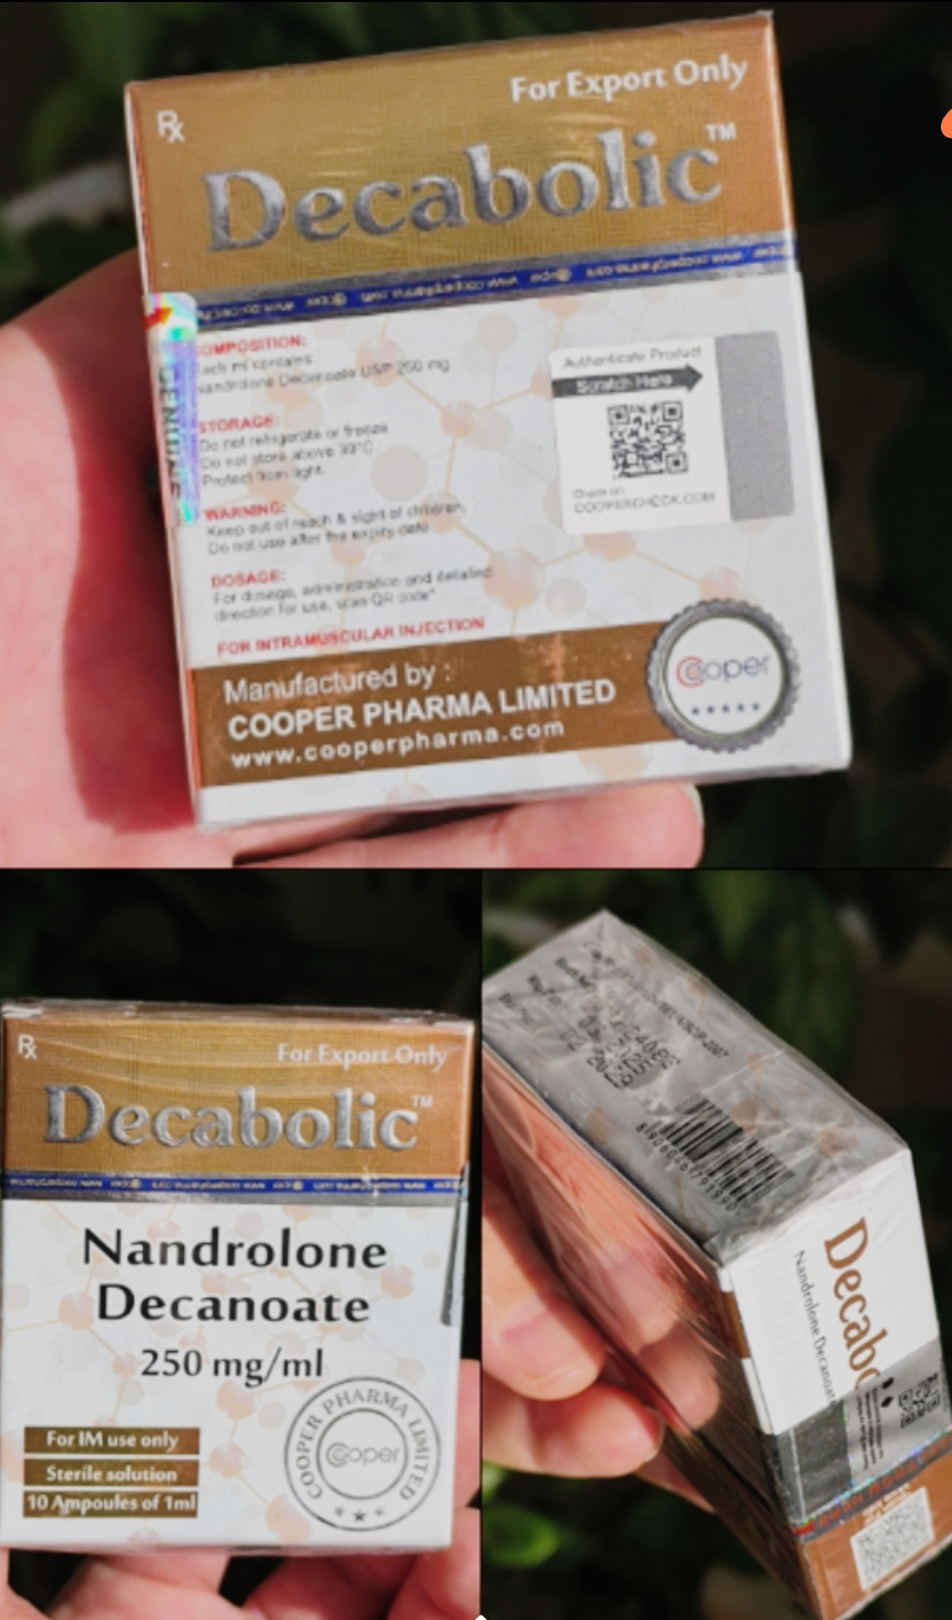 For Export Only
Rx
Decabolic™
COMPOSITION:
Each ml contains:
Nandrolone Decanoate USP 250 mg
STORAGE:
Do not refrigerate or freeze
Do not store above 30°C
Protect from light.
WARNING:
Keep out of reach & sight of children,
Do not use after the expiry date
DOSAGE:
For dosage, administration and detailed
direction for use, scan QR code*
FOR INTRAMUSCULAR INJECTION
Authenticate Product
Scratch Here
Check on
COOPERCHECK.COM
GENUINE
Manufactured by :
COOPER PHARMA LIMITED
www.cooperpharma.com
Cooper
Rx
For Export Only
Decabolic™
Nandrolone
Decanoate
250 mg/ml
For IM use only
Sterile solution
10 Ampoules of 1ml
COOPER PHARMA LIMITED
Cooper
Decabo
Nandrolone Decanoat